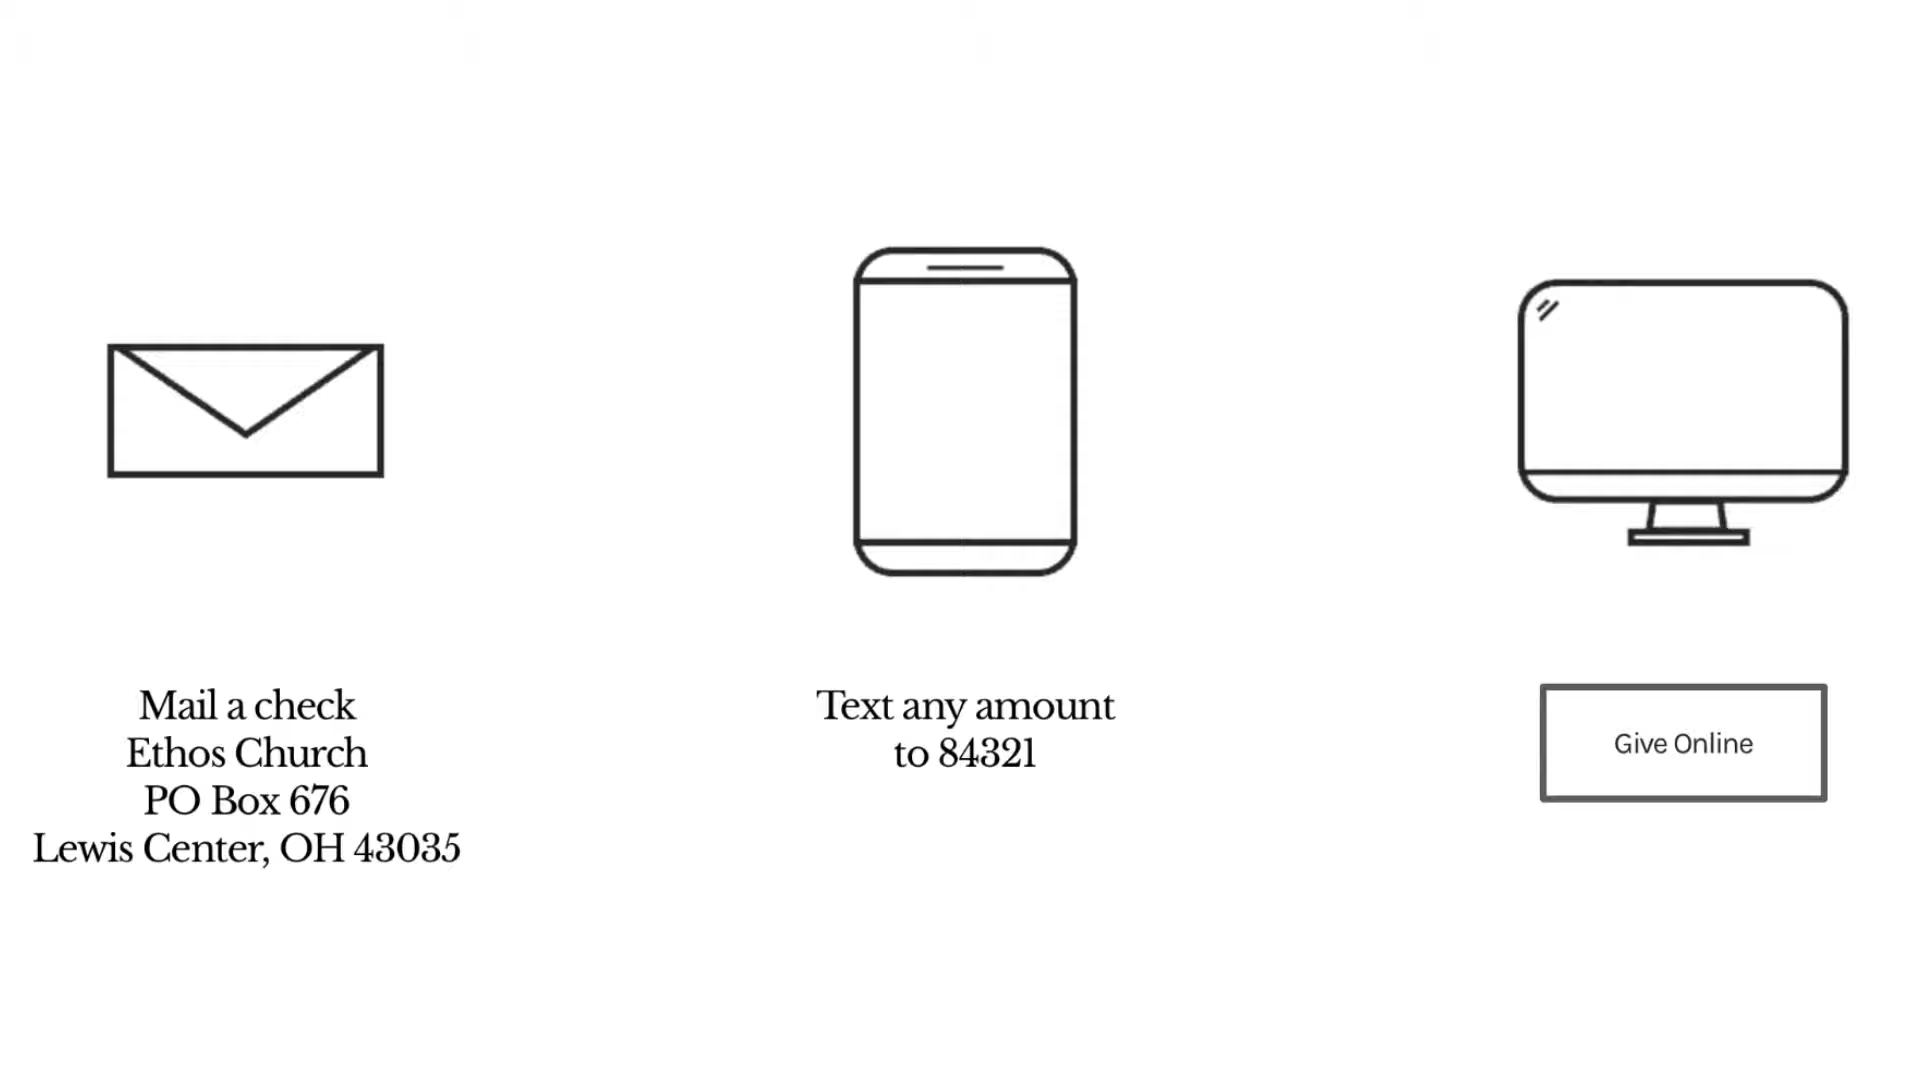 Mail a check
Ethos Church
PO Box 676
Lewis Center, OH 43035
Text any amount
to 84321
Give Online